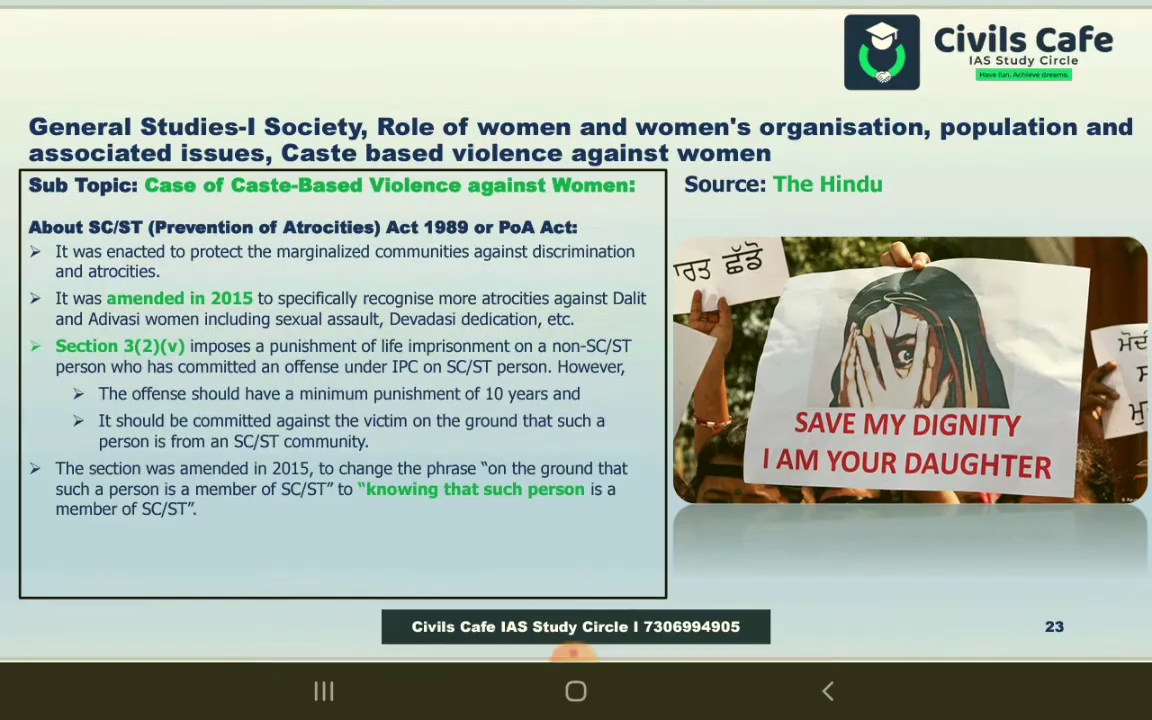 Civils Cafe
IAS Study Circle
Have fun. Achieve dreams.
General Studies-I Society, Role of women and women's organisation, population and
associated issues, Caste based violence against women
Sub Topic: Case of Caste-Based Violence against Women:
About SC/ST (Prevention of Atrocities) Act 1989 or PoA Act:
It was enacted to protect the marginalized communities against discrimination
and atrocities.
It was amended in 2015 to specifically recognise more atrocities against Dalit
and Adivasi women including sexual assault, Devadasi dedication, etc.
Section 3(2)(v) imposes a punishment of life imprisonment on a non-SC/ST
person who has committed an offense under IPC on SC/ST person. However,
The offense should have a minimum punishment of 10 years and
It should be committed against the victim on the ground that such a
person is from an SC/ST community.
The section was amended in 2015, to change the phrase “on the ground that
such a person is a member of SC/ST” to “knowing that such person is a
member of SC/ST”.
Source: The Hindu
ਾਰਤ ਛੱਡੋ
SAVE MY DIGNITY
I AM YOUR DAUGHTER
ਮੋਦੀ
Civils Cafe IAS Study Circle I 7306994905
23